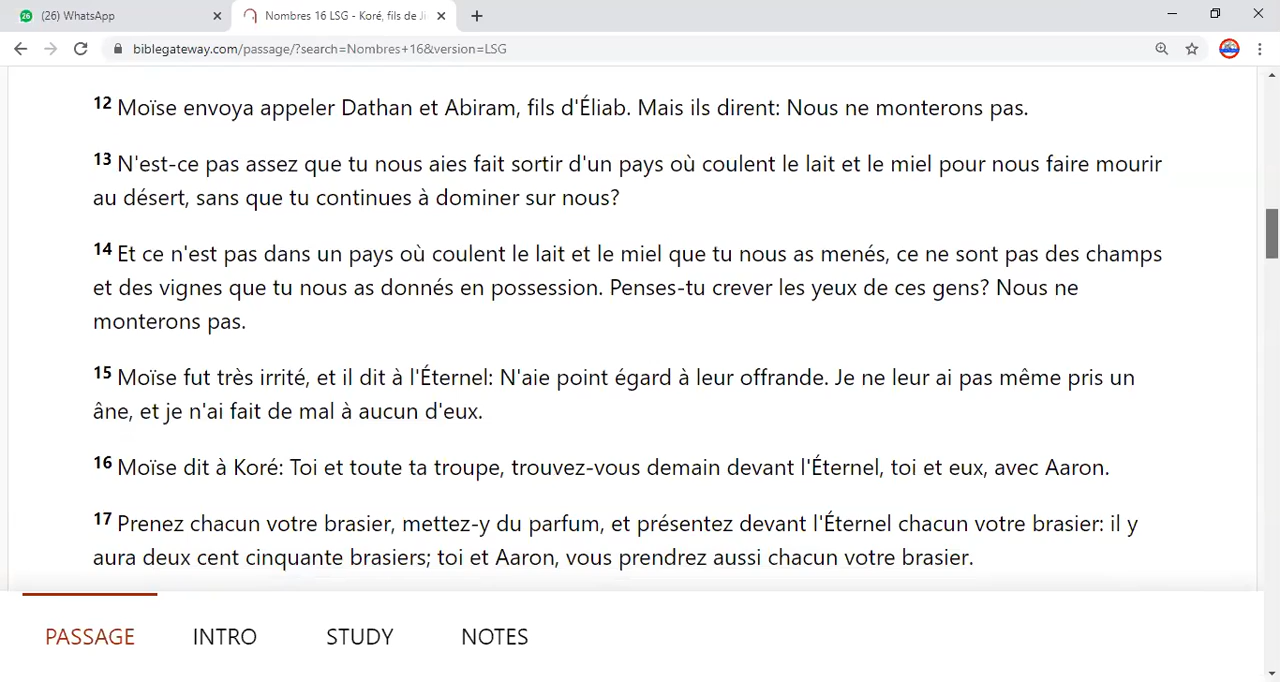 (26) WhatsApp
Nombres 16 LSG - Koré, fils de Ji
biblegateway.com/passage/?search=Nombres+16&version=LSG
12 Moïse envoya appeler Dathan et Abiram, fils d'Éliab. Mais ils dirent: Nous ne monterons pas.
13 N'est-ce pas assez que tu nous aies fait sortir d'un pays où coulent le lait et le miel pour nous faire mourir
au désert, sans que tu continues à dominer sur nous?
14 Et ce n'est pas dans un pays où coulent le lait et le miel que tu nous as menés, ce ne sont pas des champs
et des vignes que tu nous as donnés en possession. Penses-tu crever les yeux de ces gens? Nous ne
monterons pas.
15 Moïse fut très irrité, et il dit à l'Éternel: N'aie point égard à leur offrande. Je ne leur ai pas même pris un
âne, et je n'ai fait de mal à aucun d'eux.
16 Moïse dit à Koré: Toi et toute ta troupe, trouvez-vous demain devant l'Éternel, toi et eux, avec Aaron.
17 Prenez chacun votre brasier, mettez-y du parfum, et présentez devant l'Éternel chacun votre brasier: il y
aura deux cent cinquante brasiers; toi et Aaron, vous prendrez aussi chacun votre brasier.
PASSAGE INTRO STUDY NOTES